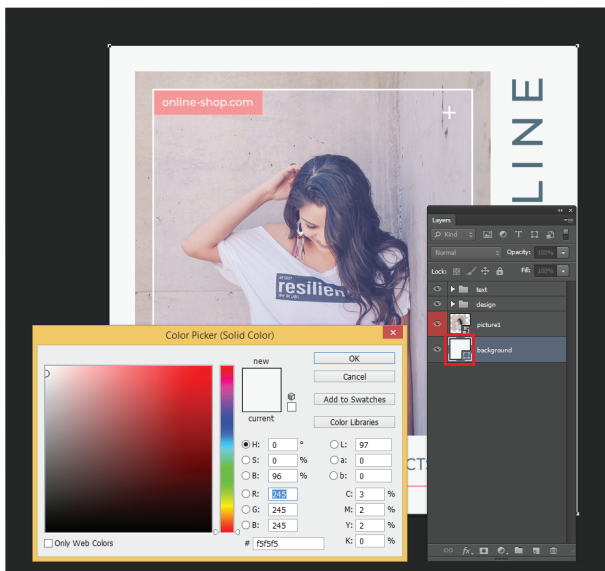 online-shop.com
LINE
resilien
Layers
Kind
T
Normal
Opacity: 100%
Lock:
Fill: 100%
text
design
picture1
background
Color Picker (Solid Color)
new
current
OK
Cancel
Add to Swatches
Color Libraries
H: 0 °
S: 0 %
B: 96 %
R: 245
G: 245
B: 245
L: 97
a: 0
b: 0
C: 3 %
M: 2 %
Y: 2 %
K: 0 %
Only Web Colors
# f5f5f5
CT
fx